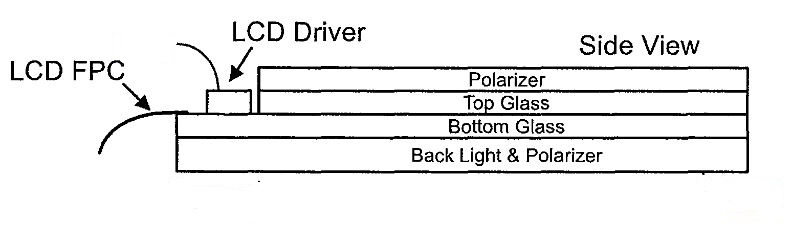 LCD Driver
Side View
LCD FPC
Polarizer
Top Glass
Bottom Glass
Back Light & Polarizer